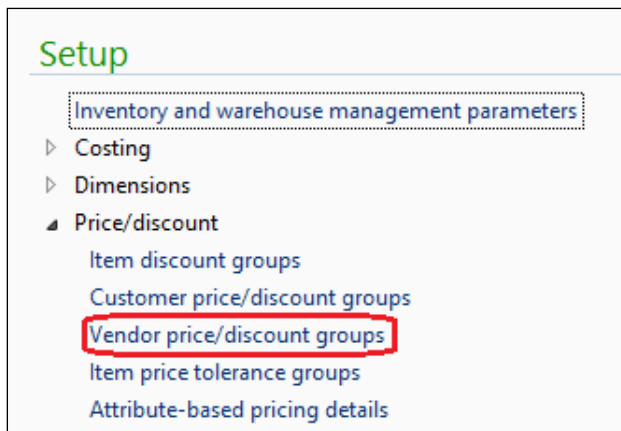 Setup
Inventory and warehouse management parameters
Costing
Dimensions
Price/discount
Item discount groups
Customer price/discount groups
Vendor price/discount groups
Item price tolerance groups
Attribute-based pricing details